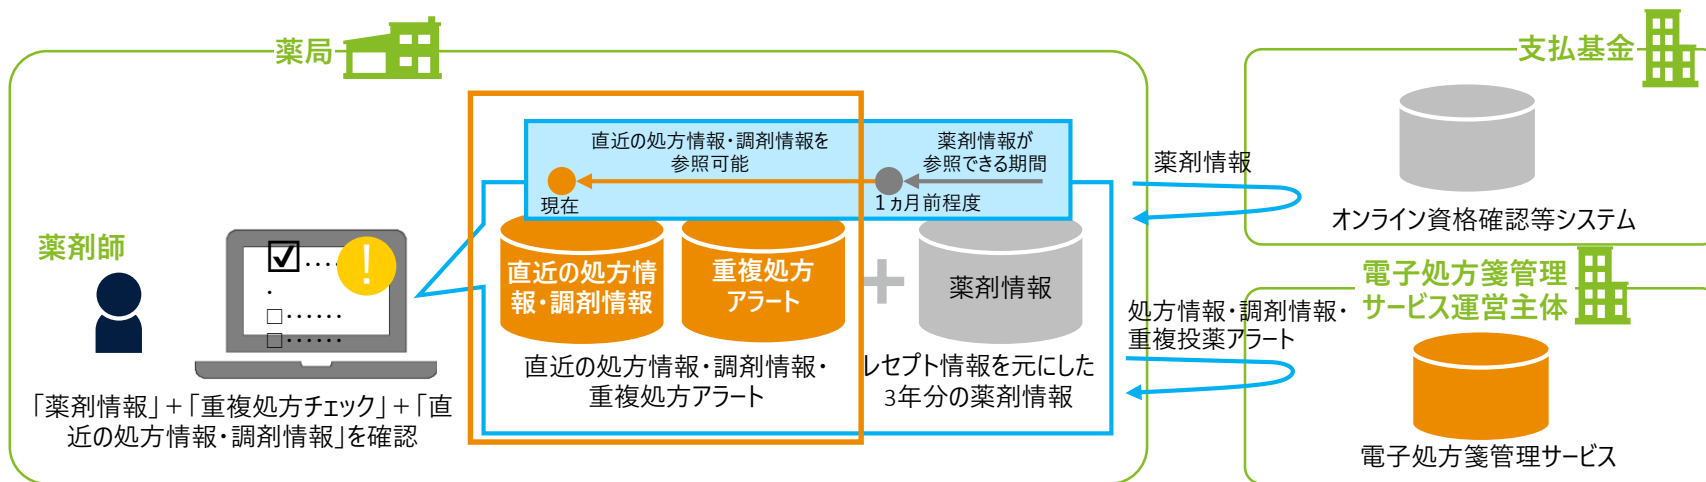 薬局
薬剤師
「薬剤情報」＋「重複処方チェック」＋「直
近の処方情報・調剤情報」を確認
直近の処方情報・調剤情報を
参照可能
薬剤情報が
参照できる期間
現在
1ヵ月前程度
直近の処方情
報・調剤情報
重複処方
アラート
薬剤情報
直近の処方情報・調剤情報・
重複処方アラート
レセプト情報を元にした
3年分の薬剤情報
薬剤情報
処方情報・調剤情報・
重複投薬アラート
支払基金
オンライン資格確認等システム
電子処方箋管理
サービス運営主体
電子処方箋管理サービス